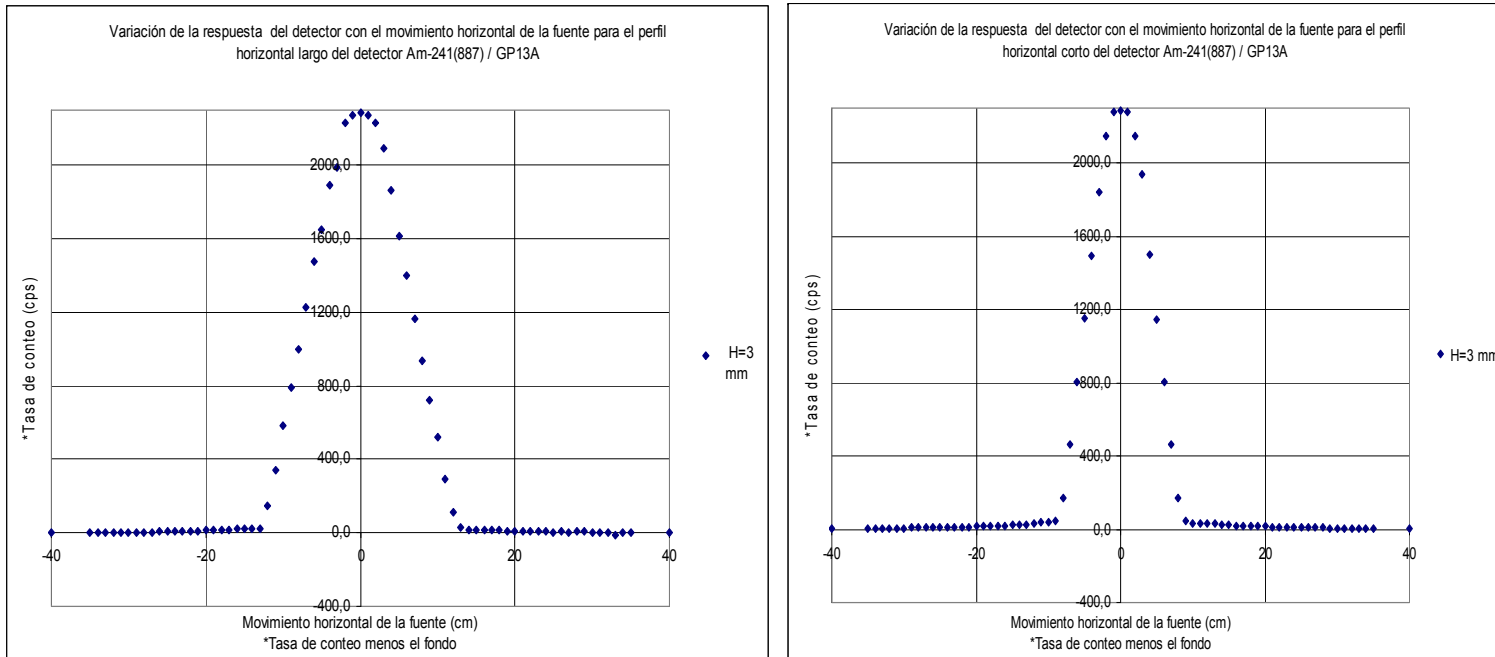 Variación de la respuesta del detector con el movimiento horizontal de la fuente para el perfil
horizontal largo del detector Am-241(887) / GP13A
2000,0
1600,0
1200,0
800,0
400,0
0,0
-400,0
-40
-20
0
20
40
*Tasa de conteo (cps)
H=3
mm
Movimiento horizontal de la fuente (cm)
*Tasa de conteo menos el fondo
Variación de la respuesta del detector con el movimiento horizontal de la fuente para el perfil
horizontal corto del detector Am-241(887) / GP13A
2000,0
1600,0
1200,0
800,0
400,0
0,0
-400,0
-40
-20
0
20
40
*Tasa de conteo (cps)
H=3 mm
Movimiento horizontal de la fuente (cm)
*Tasa de conteo menos el fondo